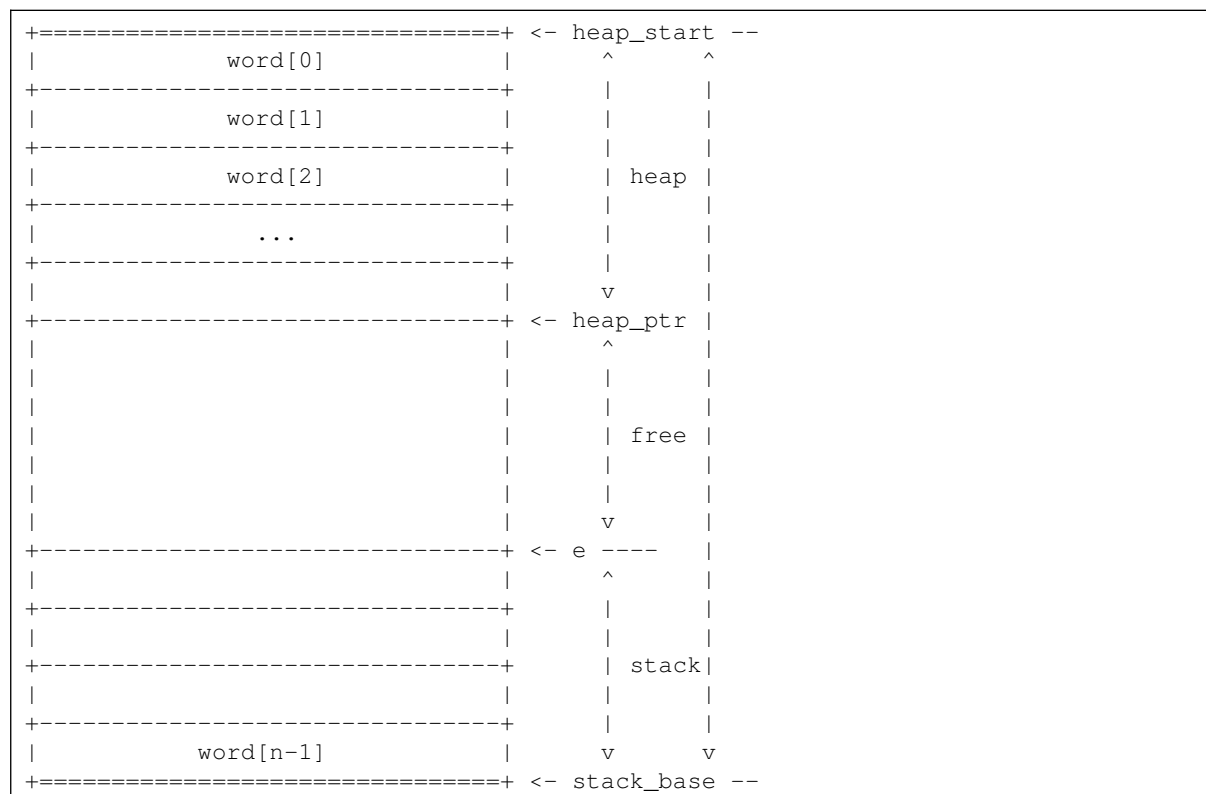 +================================+ <- heap_start --
|             word[0]             |      ^      ^
+--------------------------------+      |      |
|             word[1]             |      |      |
+--------------------------------+      |      |
|             word[2]             |      | heap |
+--------------------------------+      |      |
|               ...               |      |      |
+--------------------------------+      |      |
|                                |      v      |
+--------------------------------+ <- heap_ptr |
|                                |      ^      |
|                                |      |      |
|                                |      |      |
|                                |      | free |
|                                |      |      |
|                                |      |      |
|                                |      v      |
+--------------------------------+ <- e ----   |
|                                |      ^      |
+--------------------------------+      |      |
|                                |      |      |
+--------------------------------+      | stack|
|                                |      |      |
+--------------------------------+      |      |
|           word[n-1]            |      v      v
+================================+ <- stack_base --